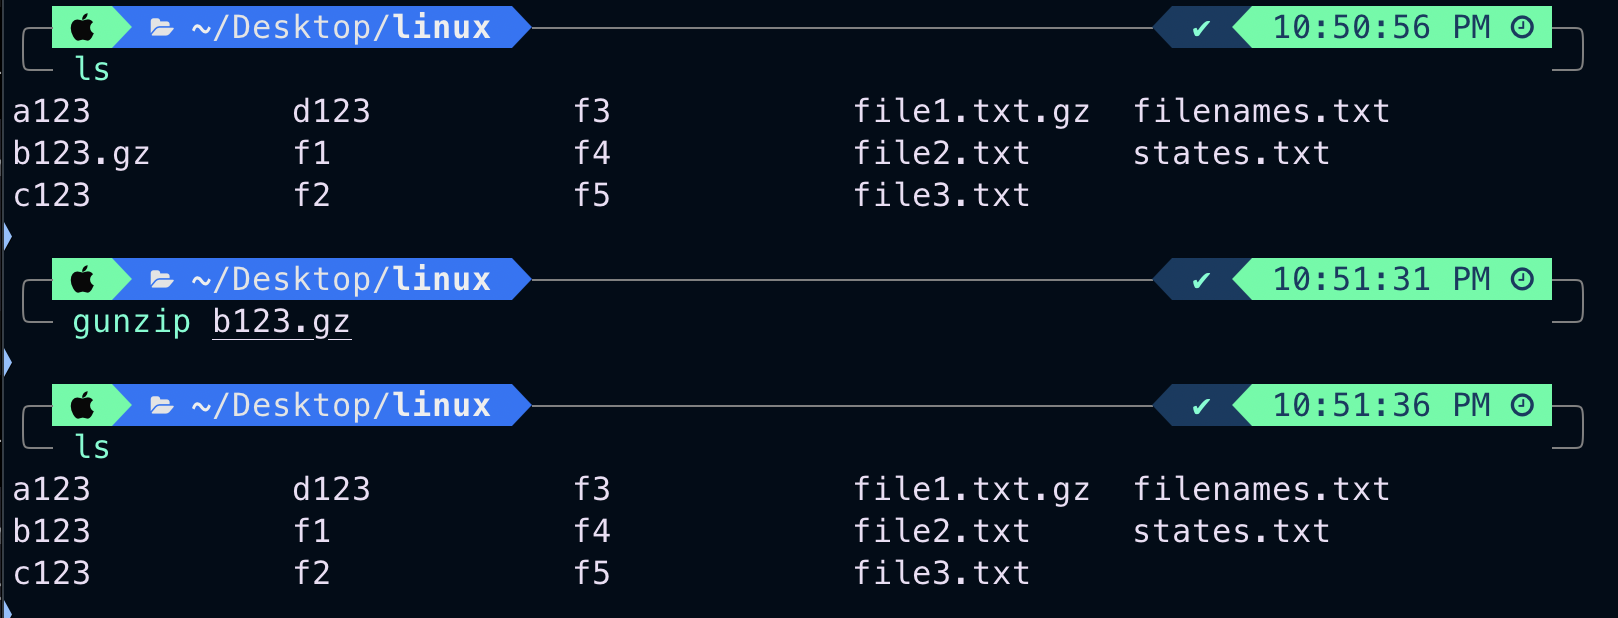 ~/Desktop/linux ✔ 10:50:56 PM
ls
a123 d123 f3 file1.txt.gz filenames.txt
b123.gz f1 f4 file2.txt states.txt
c123 f2 f5 file3.txt
~/Desktop/linux ✔ 10:51:31 PM
gunzip b123.gz
~/Desktop/linux ✔ 10:51:36 PM
ls
a123 d123 f3 file1.txt.gz filenames.txt
b123 f1 f4 file2.txt states.txt
c123 f2 f5 file3.txt